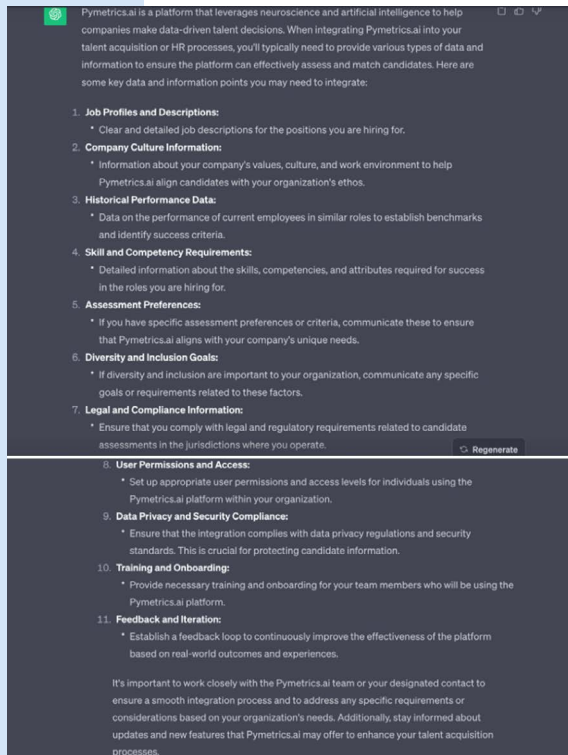 Pymetrics.ai is a platform that leverages neuroscience and artificial intelligence to help
companies make data-driven talent decisions. When integrating Pymetrics.ai into your
talent acquisition or HR processes, you'll typically need to provide various types of data and
information to ensure the platform can effectively assess and match candidates. Here are
some key data and information points you may need to integrate:
1. Job Profiles and Descriptions:
• Clear and detailed job descriptions for the positions you are hiring for.
2. Company Culture Information:
• Information about your company's values, culture, and work environment to help
Pymetrics.ai align candidates with your organization's ethos.
3. Historical Performance Data:
• Data on the performance of current employees in similar roles to establish benchmarks
and identify success criteria.
4. Skill and Competency Requirements:
• Detailed information about the skills, competencies, and attributes required for success
in the roles you are hiring for.
5. Assessment Preferences:
• If you have specific assessment preferences or criteria, communicate these to ensure
that Pymetrics.ai aligns with your company's unique needs.
6. Diversity and Inclusion Goals:
• If diversity and inclusion are important to your organization, communicate any specific
goals or requirements related to these factors.
7. Legal and Compliance Information:
• Ensure that you comply with legal and regulatory requirements related to candidate
assessments in the jurisdictions where you operate.
Regenerate
8. User Permissions and Access:
• Set up appropriate user permissions and access levels for individuals using the
Pymetrics.ai platform within your organization.
9. Data Privacy and Security Compliance:
• Ensure that the integration complies with data privacy regulations and security
standards. This is crucial for protecting candidate information.
10. Training and Onboarding:
• Provide necessary training and onboarding for your team members who will be using the
Pymetrics.ai platform.
11. Feedback and Iteration:
• Establish a feedback loop to continuously improve the effectiveness of the platform
based on real-world outcomes and experiences.
It's important to work closely with the Pymetrics.ai team or your designated contact to
ensure a smooth integration process and to address any specific requirements or
considerations based on your organization's needs. Additionally, stay informed about
updates and new features that Pymetrics.ai may offer to enhance your talent acquisition
processes.